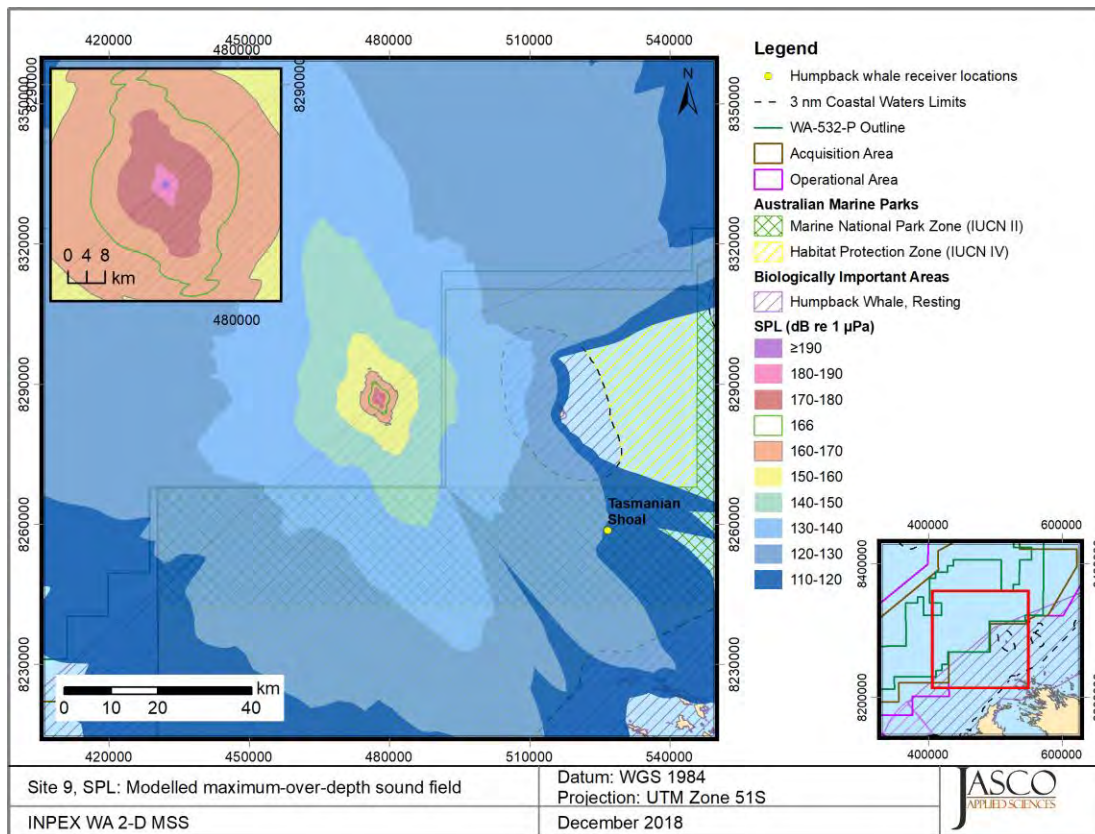 420000
450000
480000
510000
540000
480000
8290000
8350000
8290000
8350000
N
0 4 8
km
480000
8320000
8320000
8290000
8290000
Tasmanian
Shoal
8260000
8260000
8230000
8230000
km
0 10 20 40
420000 450000 480000 510000 540000
Legend
Humpback whale receiver locations
3 nm Coastal Waters Limits
WA-532-P Outline
Acquisition Area
Operational Area
Australian Marine Parks
Marine National Park Zone (IUCN II)
Habitat Protection Zone (IUCN IV)
Biologically Important Areas
Humpback Whale, Resting
SPL (dB re 1 µPa)
≥190
180-190
170-180
166
160-170
150-160
140-150
130-140
120-130
110-120
400000 600000
8400000
400000 600000
Site 9, SPL: Modelled maximum-over-depth sound field
Datum: WGS 1984
Projection: UTM Zone 51S
INPEX WA 2-D MSS
December 2018
JASCO
APPLIED SCIENCES